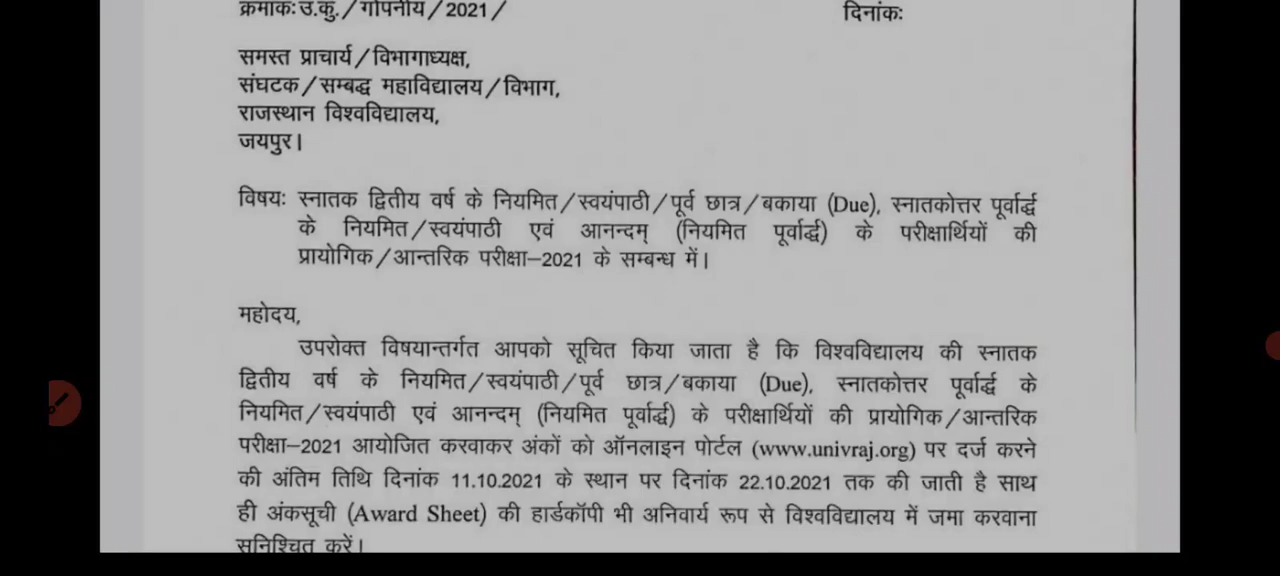 क्रमांकः उ.कु./गोपनीय/2021/ दिनांकः
समस्त प्राचार्य/विभागाध्यक्ष,
संघटक/सम्बद्ध महाविद्यालय/विभाग,
राजस्थान विश्वविद्यालय,
जयपुर।
विषयः स्नातक द्वितीय वर्ष के नियमित/स्वयंपाठी/पूर्व छात्र/बकाया (Due), स्नातकोत्तर पूर्वार्द्ध
के नियमित/स्वयंपाठी एवं आनन्दम् (नियमित पूर्वार्द्ध) के परीक्षार्थियों की
प्रायोगिक/आन्तरिक परीक्षा–2021 के सम्बन्ध में।
महोदय,
उपरोक्त विषयान्तर्गत आपको सूचित किया जाता है कि विश्वविद्यालय की स्नातक
द्वितीय वर्ष के नियमित/स्वयंपाठी/पूर्व छात्र/बकाया (Due), स्नातकोत्तर पूर्वार्द्ध के
नियमित/स्वयंपाठी एवं आनन्दम् (नियमित पूर्वार्द्ध) के परीक्षार्थियों की प्रायोगिक/आन्तरिक
परीक्षा–2021 आयोजित करवाकर अंकों को ऑनलाइन पोर्टल (www.univraj.org) पर दर्ज करने
की अंतिम तिथि दिनांक 11.10.2021 के स्थान पर दिनांक 22.10.2021 तक की जाती है साथ
ही अंकसूची (Award Sheet) की हार्डकॉपी भी अनिवार्य रूप से विश्वविद्यालय में जमा करवाना
सुनिश्चित करें।